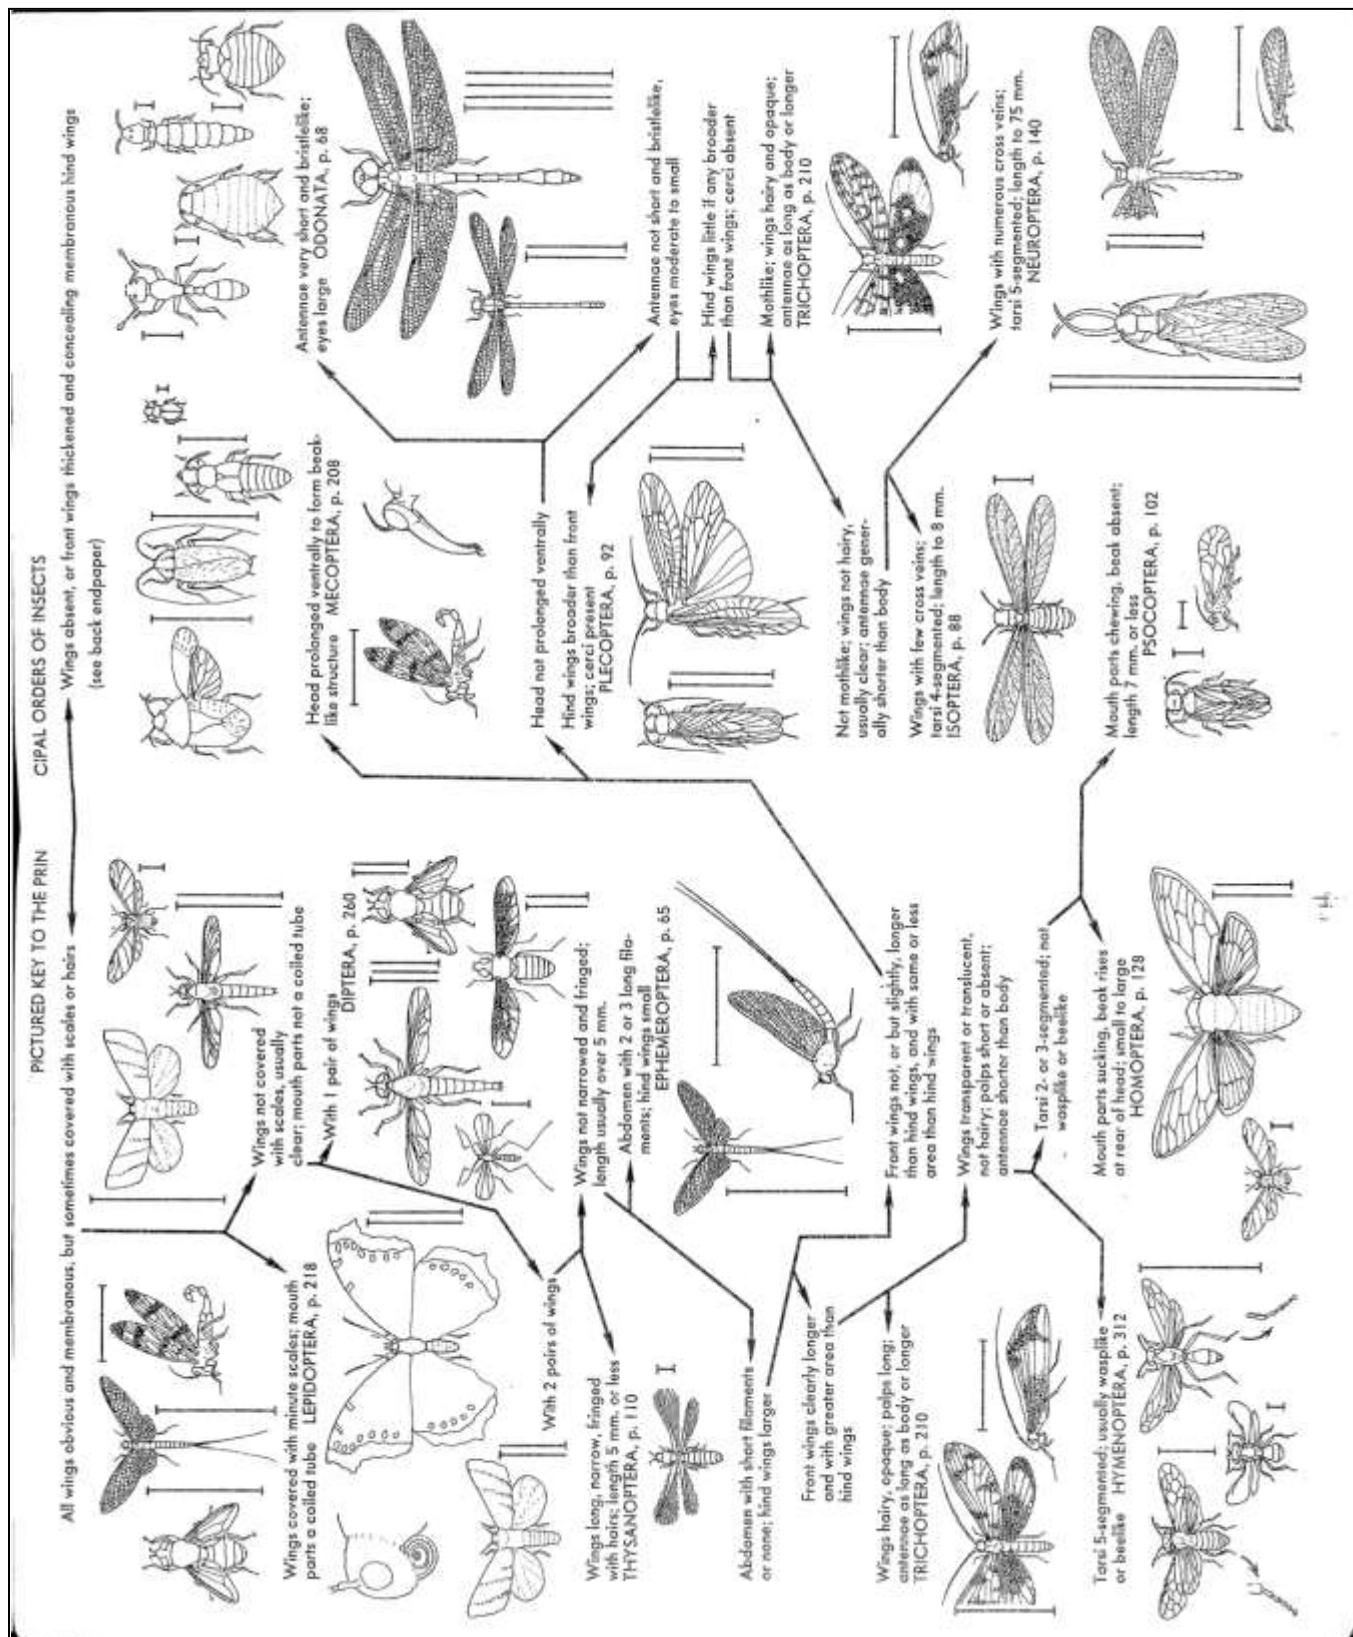 PICTURED KEY TO THE PRIN
CIPAL ORDERS OF INSECTS
All wings obvious and membranous, but sometimes covered with scales or hairs
Wings absent, or front wings thickened and concealing membranous hind wings
(see back endpaper)
Wings covered with minute scales; mouth
parts a coiled tube LEPIDOPTERA, p. 218
Wings not covered
with scales, usually
clear; mouth parts not a coiled tube
With 1 pair of wings
DIPTERA, p. 260
With 2 pairs of wings
Wings long, narrow, fringed
with hairs; length 5 mm. or less
THYSANOPTERA, p. 110
Wings not narrowed and fringed;
length usually over 5 mm.
Abdomen with 2 or 3 long fila-
ments; hind wings small
EPHEMEROPTERA, p. 65
Abdomen with short filaments
or none; hind wings larger
Front wings clearly longer
and with greater area than
hind wings
Front wings not, or but slightly, longer
than hind wings, and with same or less
area than hind wings
Wings hairy, opaque; palps long;
antennae as long as body or longer
TRICHOPTERA, p. 210
Wings transparent or translucent,
not hairy; palps short or absent;
antennae shorter than body
Tarsi 5-segmented; usually wasplike
or beelike HYMENOPTERA, p. 312
Tarsi 2- or 3-segmented; not
wasplike or beelike
Mouth parts sucking, beak rises
at rear of head; small to large
HOMOPTERA, p. 128
Mouth parts chewing, beak absent;
length 7 mm. or less
PSOCOPTERA, p. 102
Head prolonged ventrally to form beak-
like structure MECOPTERA, p. 208
Head not prolonged ventrally
Antennae very short and bristlelike;
eyes large ODONATA, p. 68
Antennae not short and bristlelike,
eyes moderate to small
Hind wings broader than front
wings; cerci present
PLECOPTERA, p. 92
Hind wings little if any broader
than front wings; cerci absent
Mothlike; wings hairy and opaque;
antennae as long as body or longer
TRICHOPTERA, p. 210
Not mothlike; wings not hairy,
usually clear; antennae gener-
ally shorter than body
Wings with few cross veins;
tarsi 4-segmented; length to 8 mm.
ISOPTERA, p. 88
Wings with numerous cross veins;
tarsi 5-segmented; length to 75 mm.
NEUROPTERA, p. 140